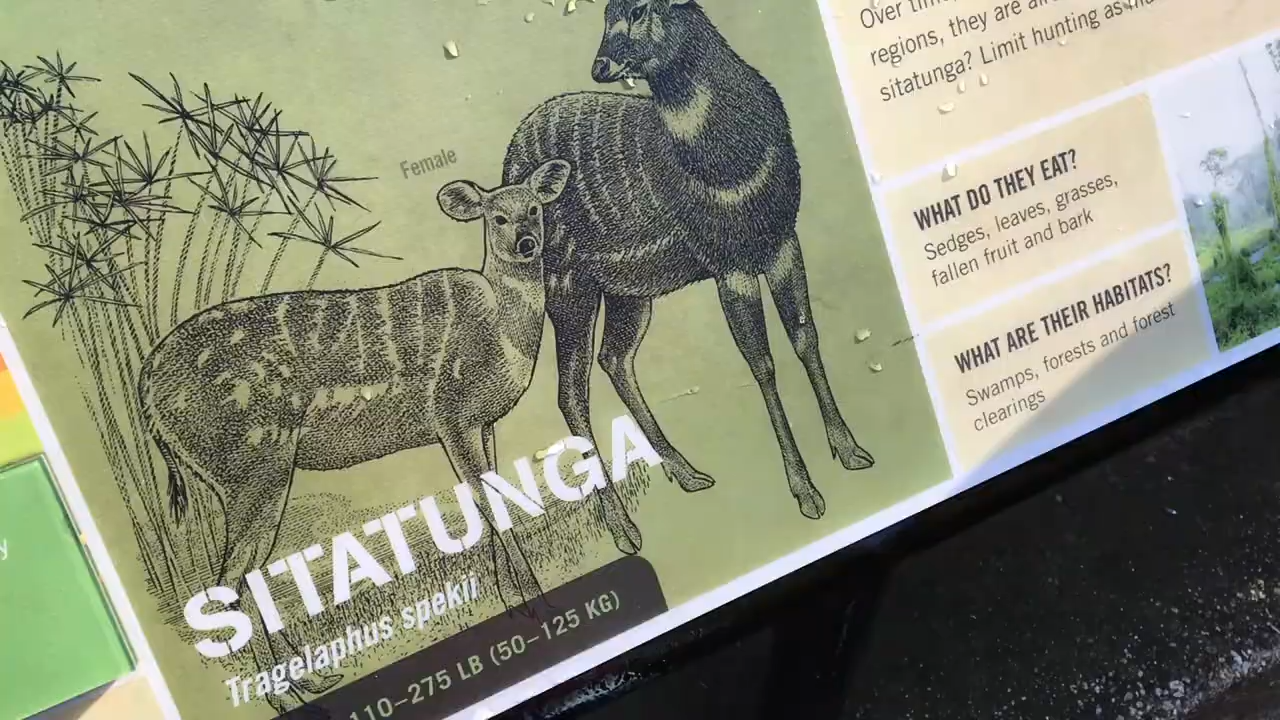 Female
SITATUNGA
Tragelaphus spekii
110–275 LB (50–125 KG)
Over
regions, they are
sitatunga? Limit hunting as
WHAT DO THEY EAT?
Sedges, leaves, grasses,
fallen fruit and bark
WHAT ARE THEIR HABITATS?
Swamps, forests and forest
clearings